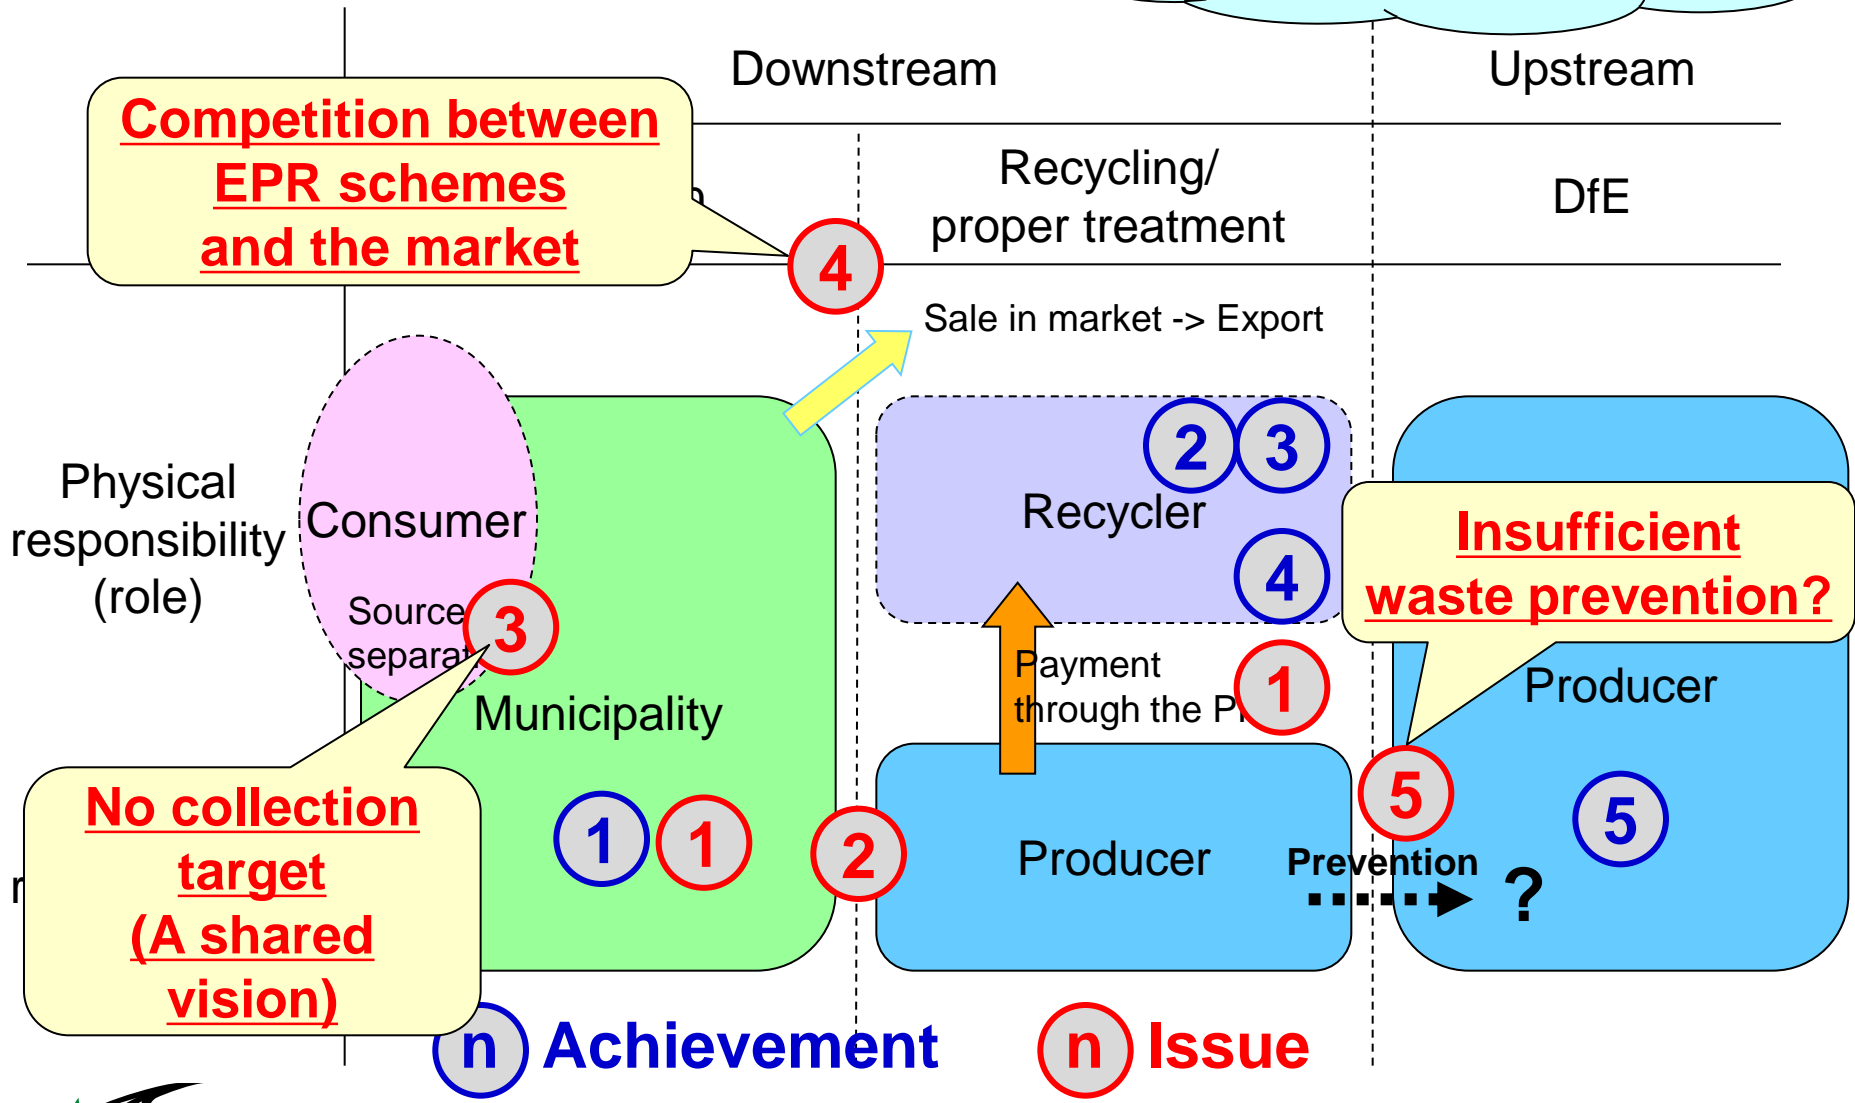 Downstream
Upstream
Competition between
EPR schemes
and the market
Recycling/
proper treatment
DfE
4
Sale in market -> Export
Physical
responsibility
(role)
Consumer
Source
3
Municipality
2
3
Recycler
4
Insufficient
waste prevention?
Payment
through the
1
Producer
No collection
target
(A shared
vision)
1
1
2
Producer
5
5
Prevention
?
n Achievement
n Issue